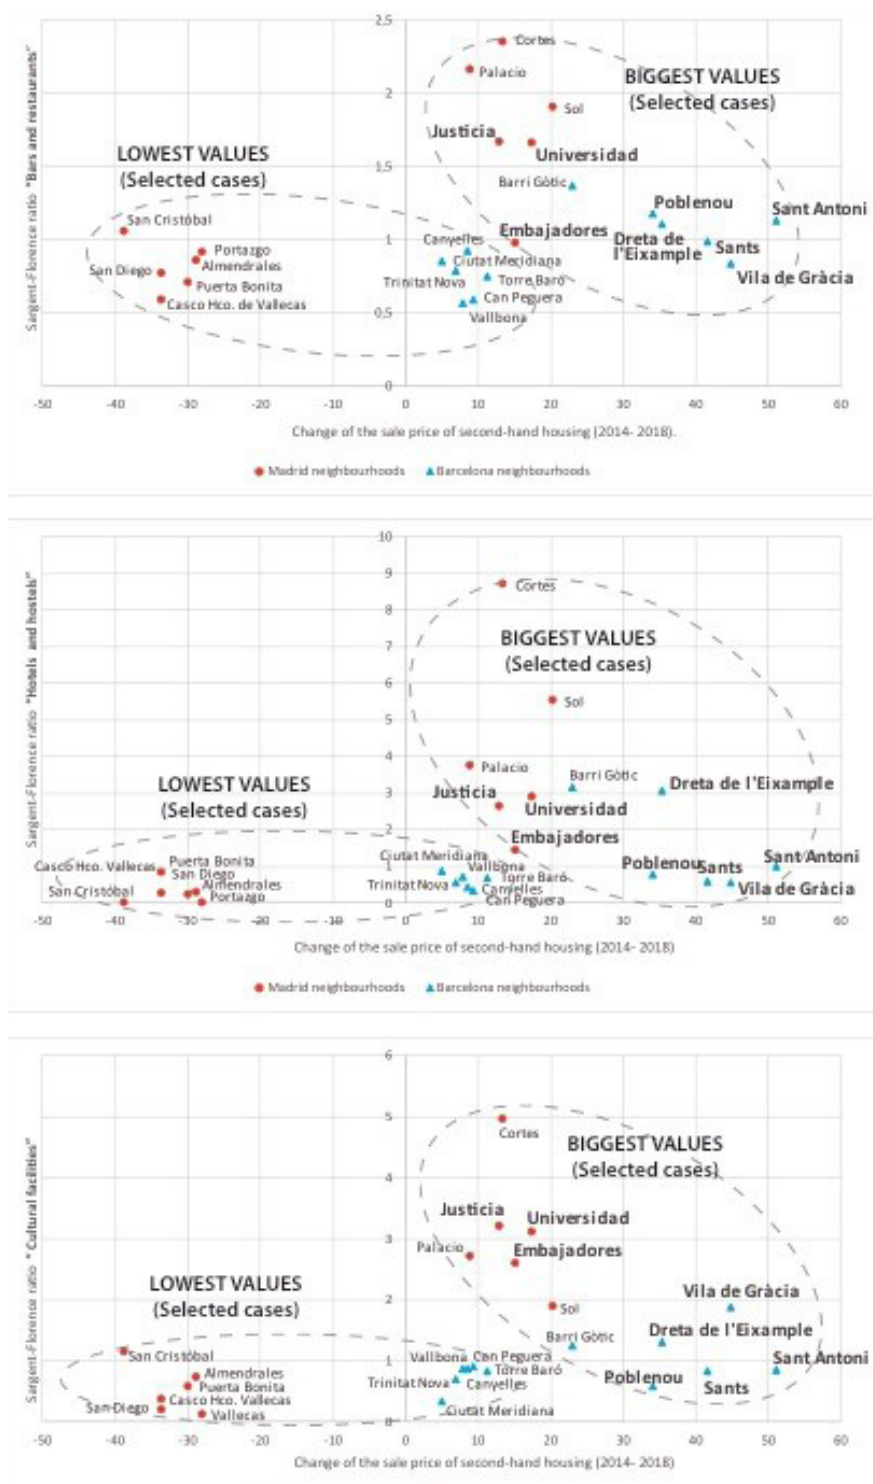 2,5
Cortes
Palacio
BIGGEST VALUES
(Selected cases)
2
Sol
Justicia
Universidad
LOWEST VALUES
(Selected cases)
1,5
Barri Gòtic
Poblenou
Sant Antoni
San Cristóbal
Embajadores
1
Canyelles
Dreta de
l'Eixample
Sants
Portazgo
Almendrales
San Diego
Ciutat Meridiana
Vila de Gràcia
Trinitat Nova
Torre Baró
Puerta Bonita
Can Peguera
Casco Hco. de Vallecas
Vallbona
0,5
0
Sargent-Florence ratio "Bars and restaurants"
-50 -40 -30 -20 -10 0 10 20 30 40 50 60
Change of the sale price of second-hand housing (2014- 2018).
Madrid neighbourhoods Barcelona neighbourhoods
10
9
Cortes
8
BIGGEST VALUES
(Selected cases)
7
6
Sol
5
4
Palacio
Barri Gòtic
Dreta de l'Eixample
LOWEST VALUES
(Selected cases)
3
Justicia
Universidad
2
Embajadores
Ciutat Meridiana
Poblenou
Sants
Sant Antoni
Casco Hco. Vallecas
Puerta Bonita
San Diego
1
Vallbona
Torre Baró
Trinitat Nova
Canyelles
Vila de Gràcia
San Cristóbal
Almendrales
Portazgo
Can Peguera
0
Sargent-Florence ratio "Hotels and hostels"
-50 -40 -30 -20 -10 0 10 20 30 40 50 60
Change of the sale price of second-hand housing (2014- 2018)
Madrid neighbourhoods Barcelona neighbourhoods
6
5
Cortes
BIGGEST VALUES
(Selected cases)
4
Justicia
Universidad
3
Palacio
Embajadores
LOWEST VALUES
(Selected cases)
2
Sol
Vila de Gràcia
Barri Gòtic
Dreta de l'Eixample
San Cristóbal
1
Vallbona
Can Peguera
Sant Antoni
Almendrales
Puerta Bonita
Torre Baró
Trinitat Nova
Canyelles
Poblenou
Sants
Casco Hco. Vallecas
San Diego
Vallecas
Ciutat Meridiana
0
Sargent-Florence ratio "Cultural facilities"
-50 -40 -30 -20 -10 0 10 20 30 40 50 60
Change of the sale price of second-hand housing (2014- 2018)